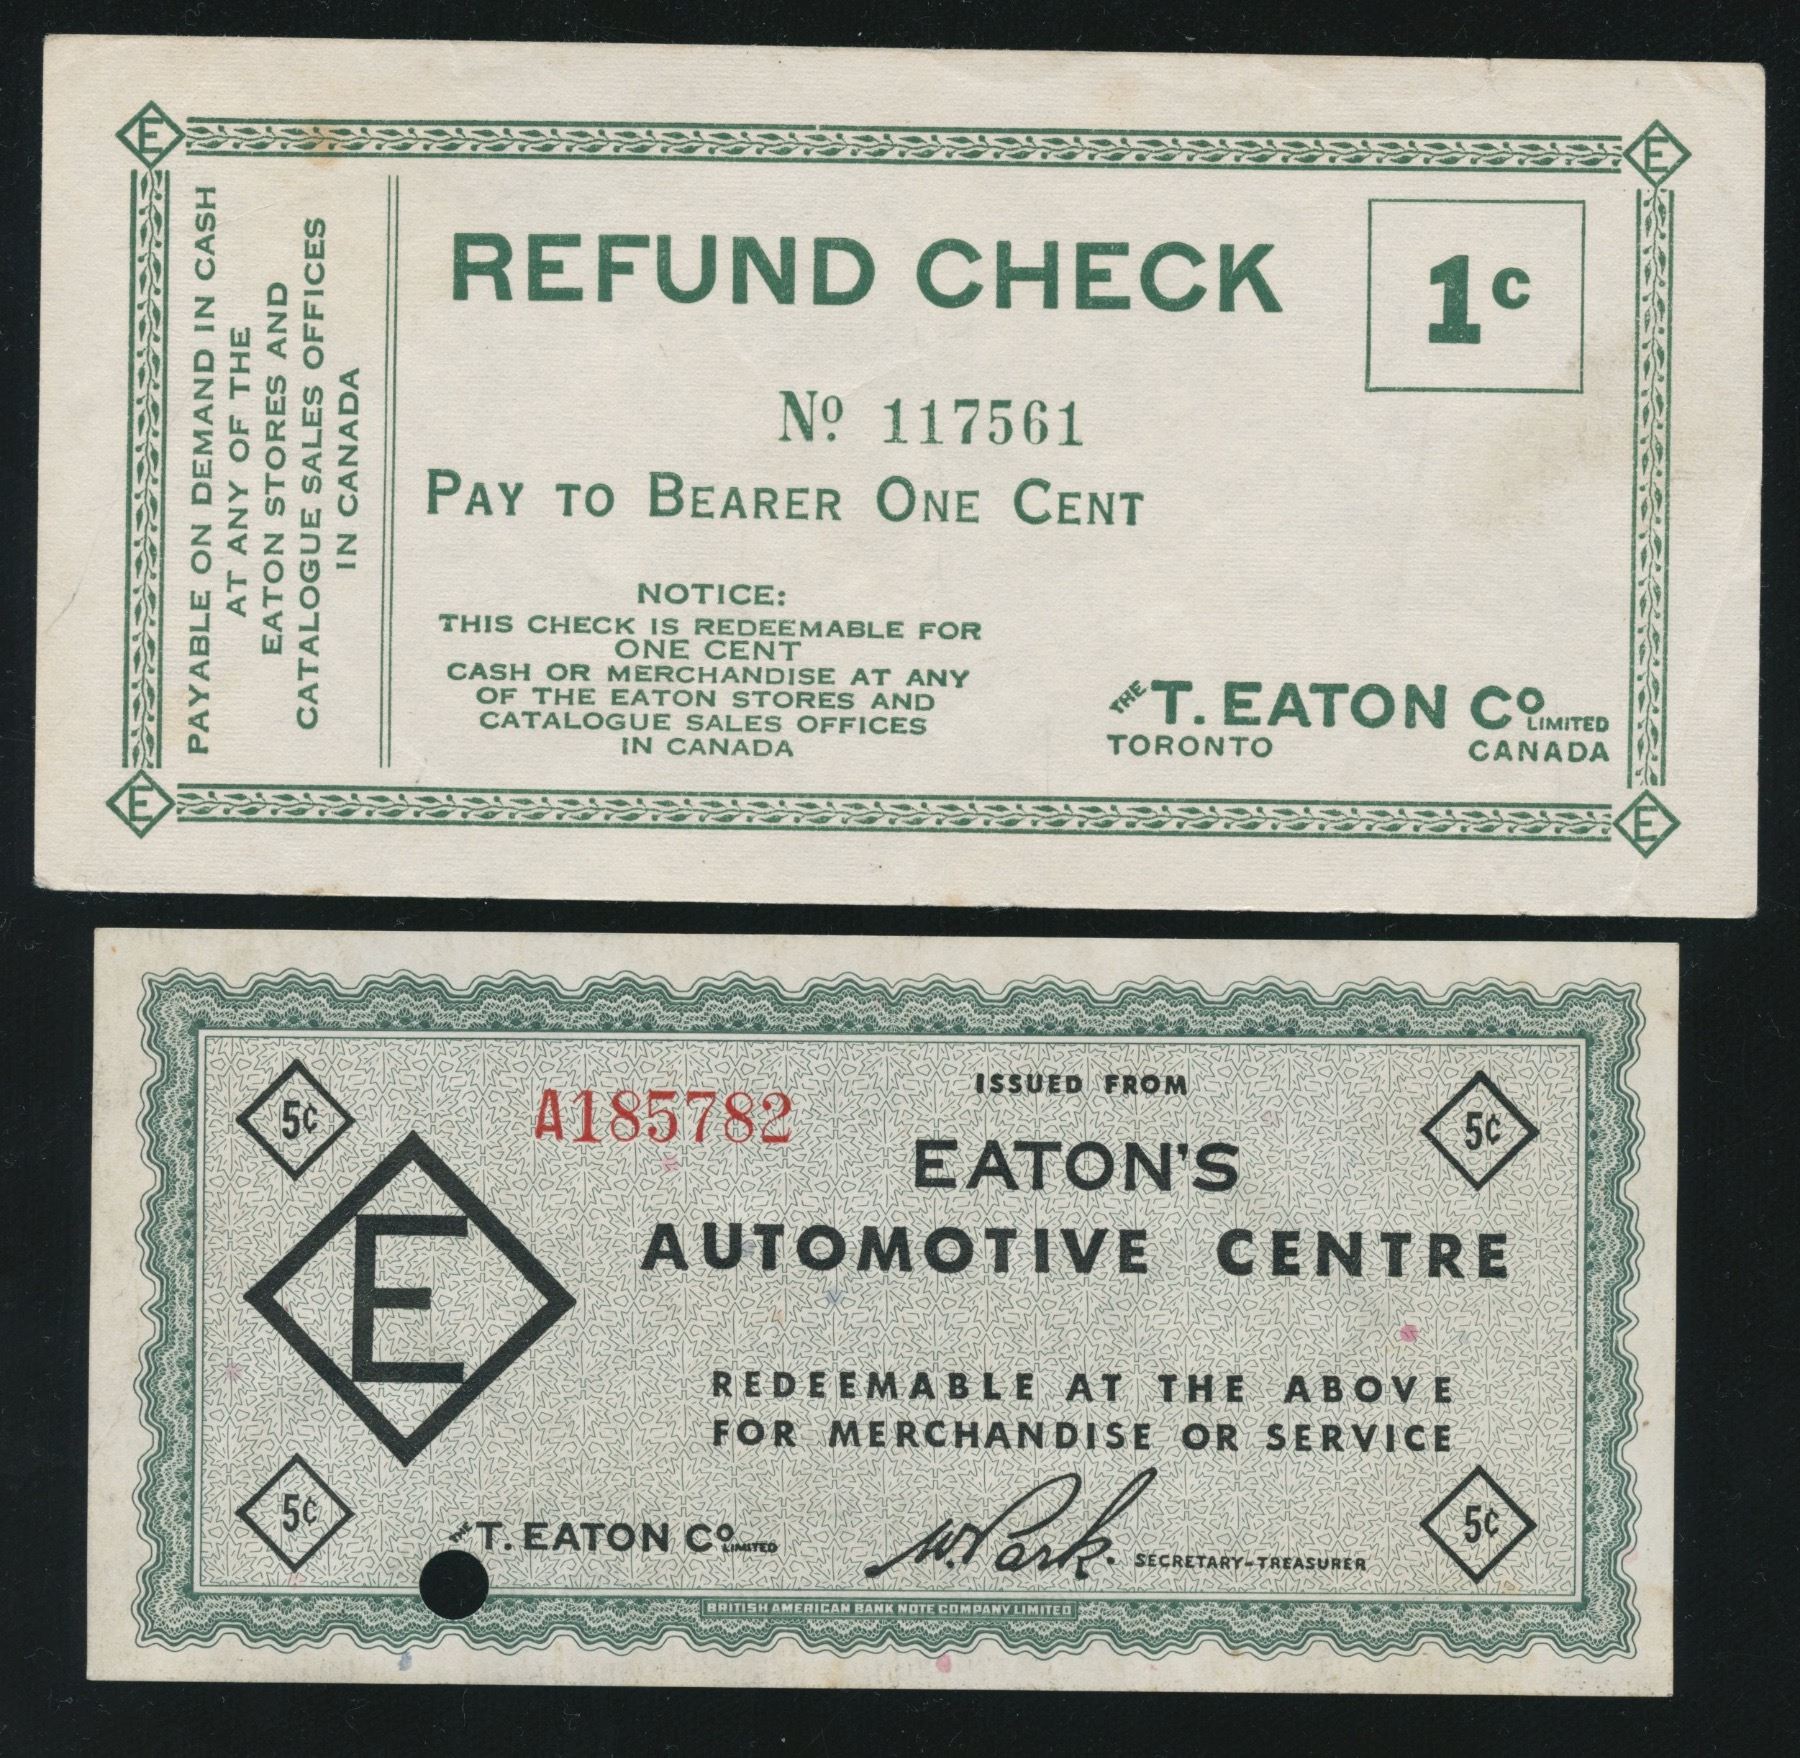 E
E
PAYABLE ON DEMAND IN CASH
AT ANY OF THE
EATON STORES AND
CATALOGUE SALES OFFICES
IN CANADA
REFUND CHECK
1c
No. 117561
PAY TO BEARER ONE CENT
NOTICE:
THIS CHECK IS REDEEMABLE FOR
ONE CENT
CASH OR MERCHANDISE AT ANY
OF THE EATON STORES AND
CATALOGUE SALES OFFICES
IN CANADA
THE T. EATON Co LIMITED
TORONTO CANADA
E
E
5¢
A185782
ISSUED FROM
5¢
EATON'S
AUTOMOTIVE CENTRE
E
REDEEMABLE AT THE ABOVE
FOR MERCHANDISE OR SERVICE
5¢
THE T. EATON Co LIMITED
W. Park. SECRETARY-TREASURER
5¢
BRITISH AMERICAN BANK NOTE COMPANY LIMITED